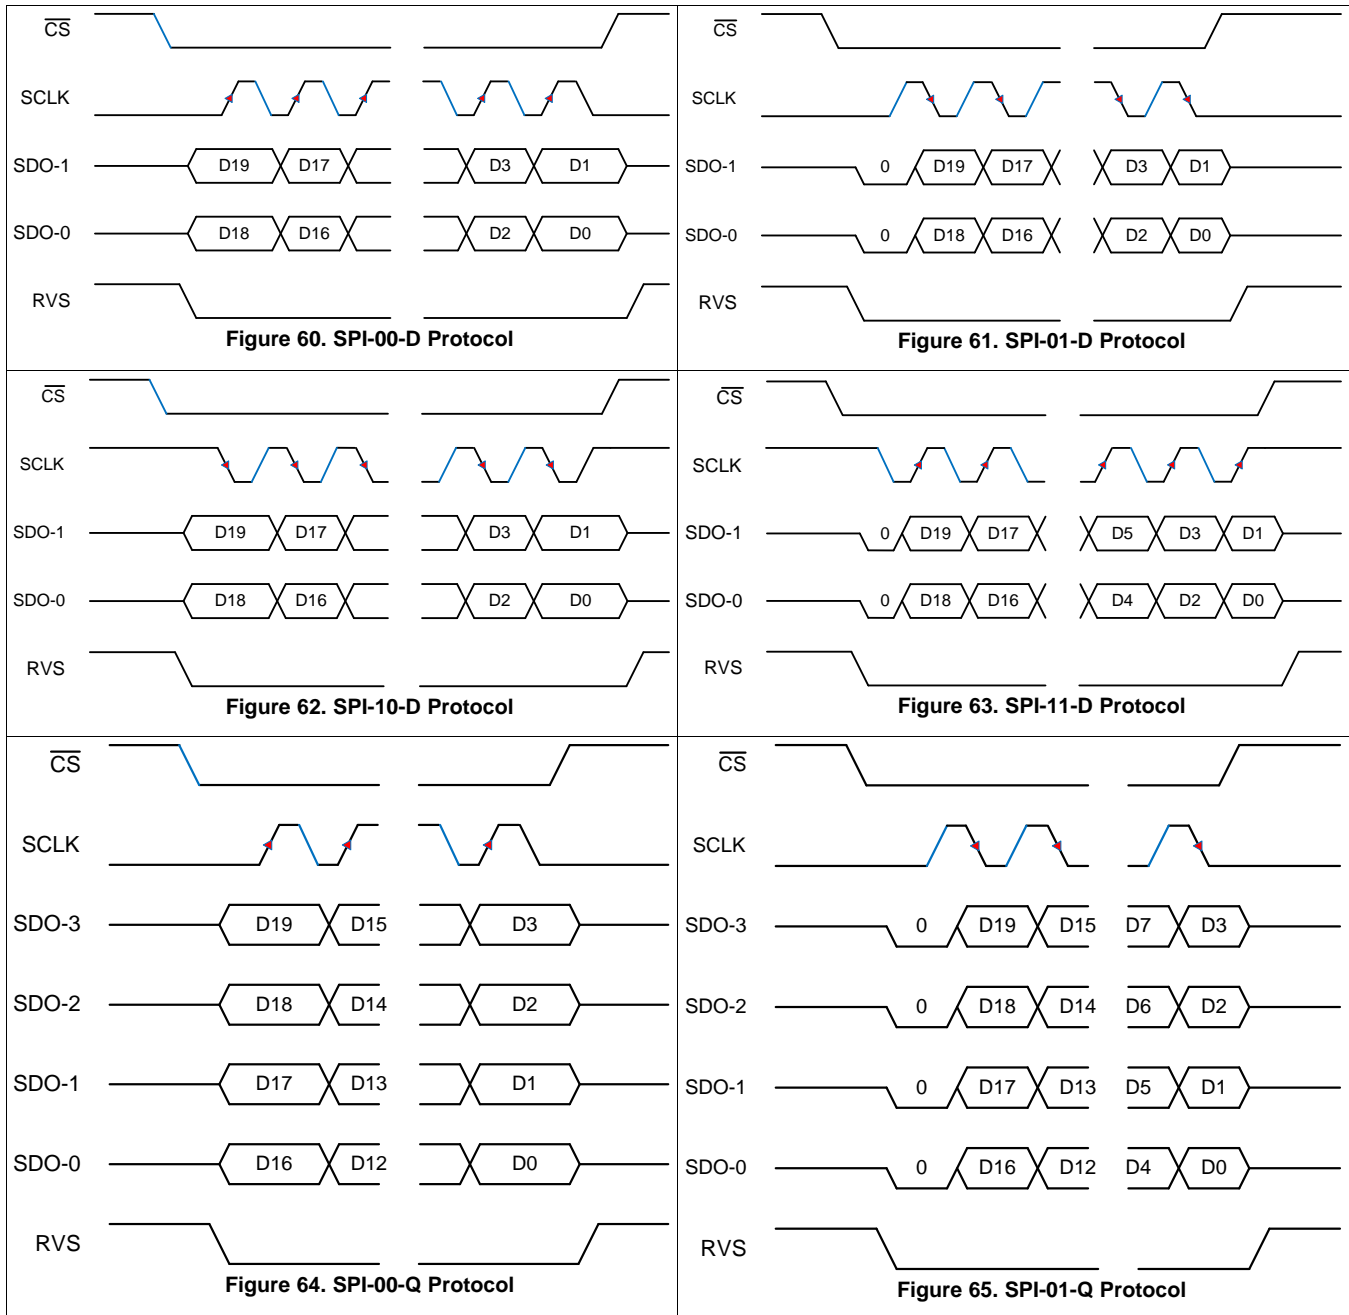 CS
SCLK
SDO-1 D19 D17 D3 D1
SDO-0 D18 D16 D2 D0
RVS
Figure 60. SPI-00-D Protocol
CS
SCLK
SDO-1 0 D19 D17 D3 D1
SDO-0 0 D18 D16 D2 D0
RVS
Figure 61. SPI-01-D Protocol
CS
SCLK
SDO-1 D19 D17 D3 D1
SDO-0 D18 D16 D2 D0
RVS
Figure 62. SPI-10-D Protocol
CS
SCLK
SDO-1 0 D19 D17 D5 D3 D1
SDO-0 0 D18 D16 D4 D2 D0
RVS
Figure 63. SPI-11-D Protocol
CS
SCLK
SDO-3 D19 D15 D3
SDO-2 D18 D14 D2
SDO-1 D17 D13 D1
SDO-0 D16 D12 D0
RVS
Figure 64. SPI-00-Q Protocol
CS
SCLK
SDO-3 0 D19 D15 D7 D3
SDO-2 0 D18 D14 D6 D2
SDO-1 0 D17 D13 D5 D1
SDO-0 0 D16 D12 D4 D0
RVS
Figure 65. SPI-01-Q Protocol